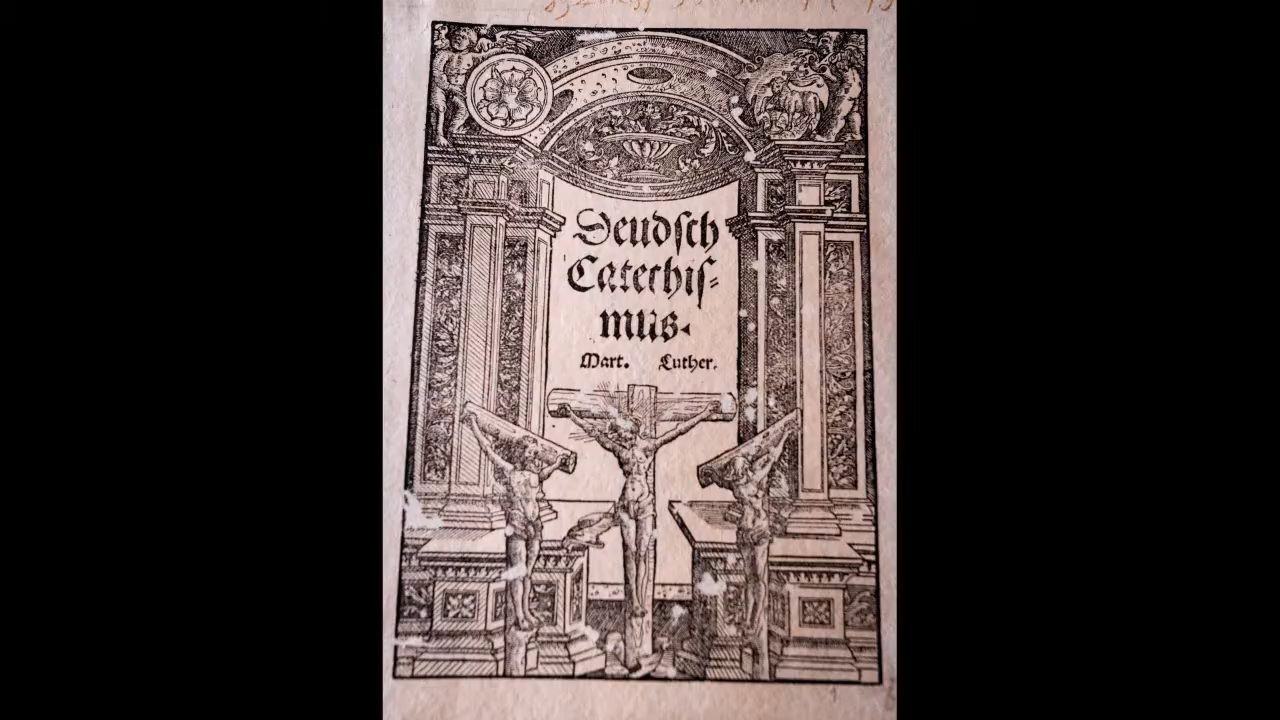 Deudsch
Catechis⸗
mus.
Mart. Luther.